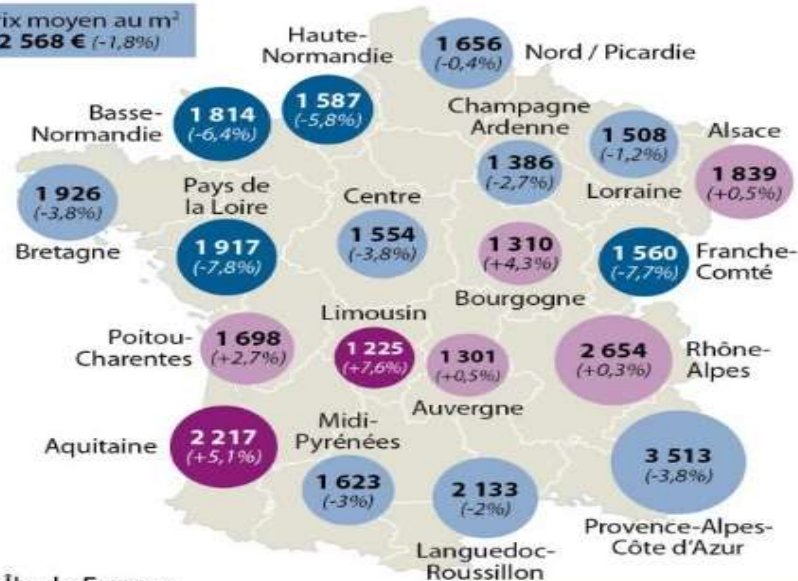 rix moyen au m²
2 568 € (-1,8%)
Haute-
Normandie
1 656
(-0,4%)
Nord / Picardie
Basse-
Normandie
1 814
(-6,4%)
1 587
(-5,8%)
Champagne
Ardenne
1 508
(-1,2%)
Alsace
1 386
(-2,7%)
Lorraine
1 839
(+0,5%)
1 926
(-3,8%)
Bretagne
Pays de
la Loire
1 917
(-7,8%)
Centre
1 554
(-3,8%)
1 310
(+4,3%)
Bourgogne
1 560
(-7,7%)
Franche-
Comté
Poitou-
Charentes
1 698
(+2,7%)
Limousin
1 225
(+7,6%)
1 301
(+0,5%)
Auvergne
2 654
(+0,3%)
Rhône-
Alpes
Aquitaine
2 217
(+5,1%)
Midi-
Pyrénées
1 623
(-3%)
2 133
(-2%)
Languedoc-
Roussillon
3 513
(-3,8%)
Provence-Alpes-
Côte d'Azur